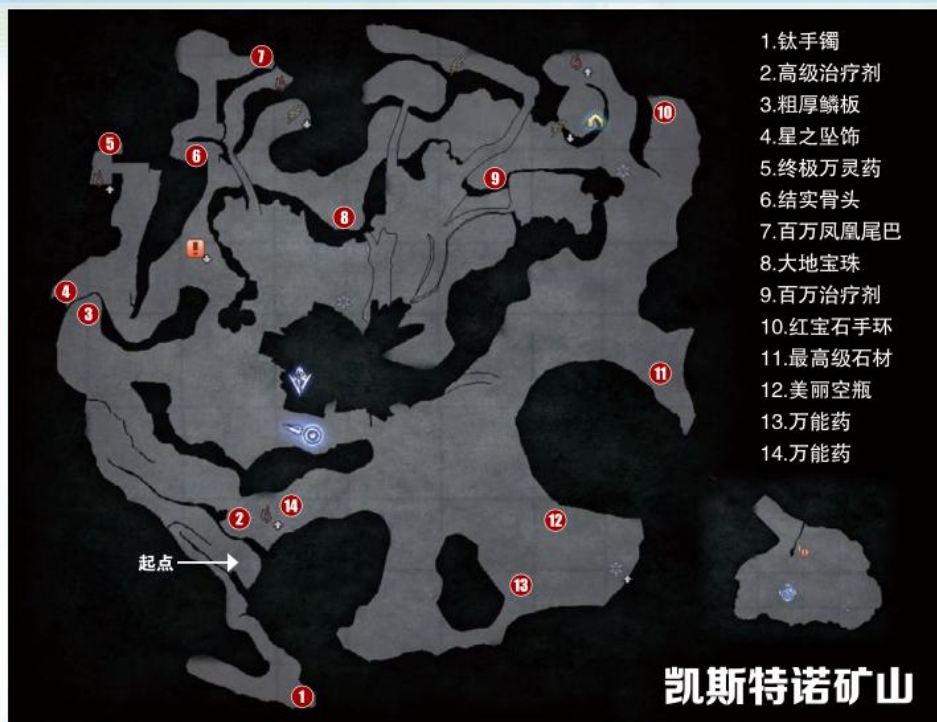 1.钛手镯
2.高级治疗剂
3.粗厚鳞板
4.星之坠饰
5.终极万灵药
6.结实骨头
7.百万凤凰尾巴
8.大地宝珠
9.百万治疗剂
10.红宝石手环
11.最高级石材
12.美丽空瓶
13.万能药
14.万能药
7
5
6
10
9
8
4
3
11
2
14
12
起点
13
1
凯斯特诺矿山